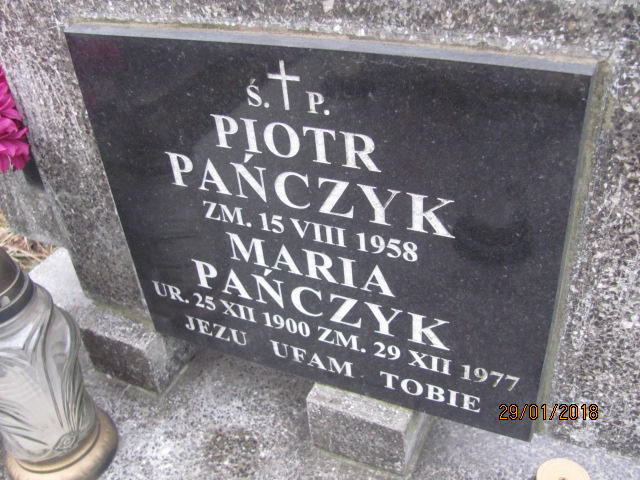 Ś. P.
PIOTR
PAŃCZYK
ZM. 15 VIII 1958
MARIA
PAŃCZYK
UR. 25 XII 1900 ZM. 29 XII 1977
JEZU UFAM TOBIE
29/01/2018